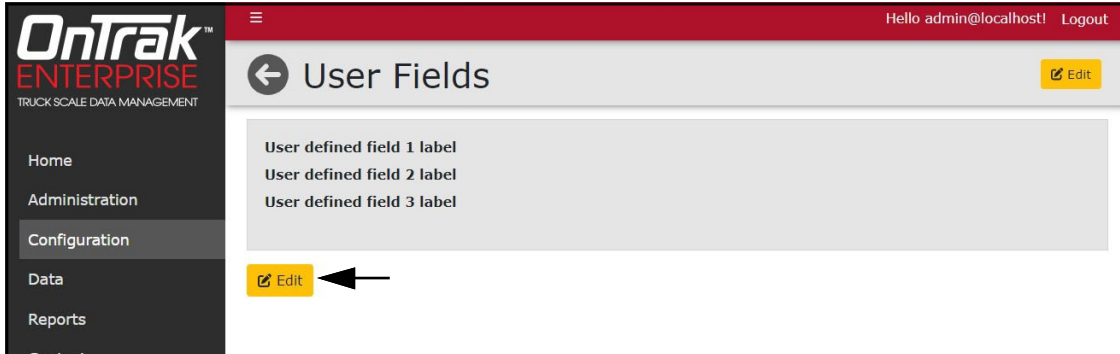 OnTrak™
ENTERPRISE
TRUCK SCALE DATA MANAGEMENT
Home
Administration
Configuration
Data
Reports
☰ Hello admin@localhost! Logout
User Fields Edit
User defined field 1 label
User defined field 2 label
User defined field 3 label
Edit